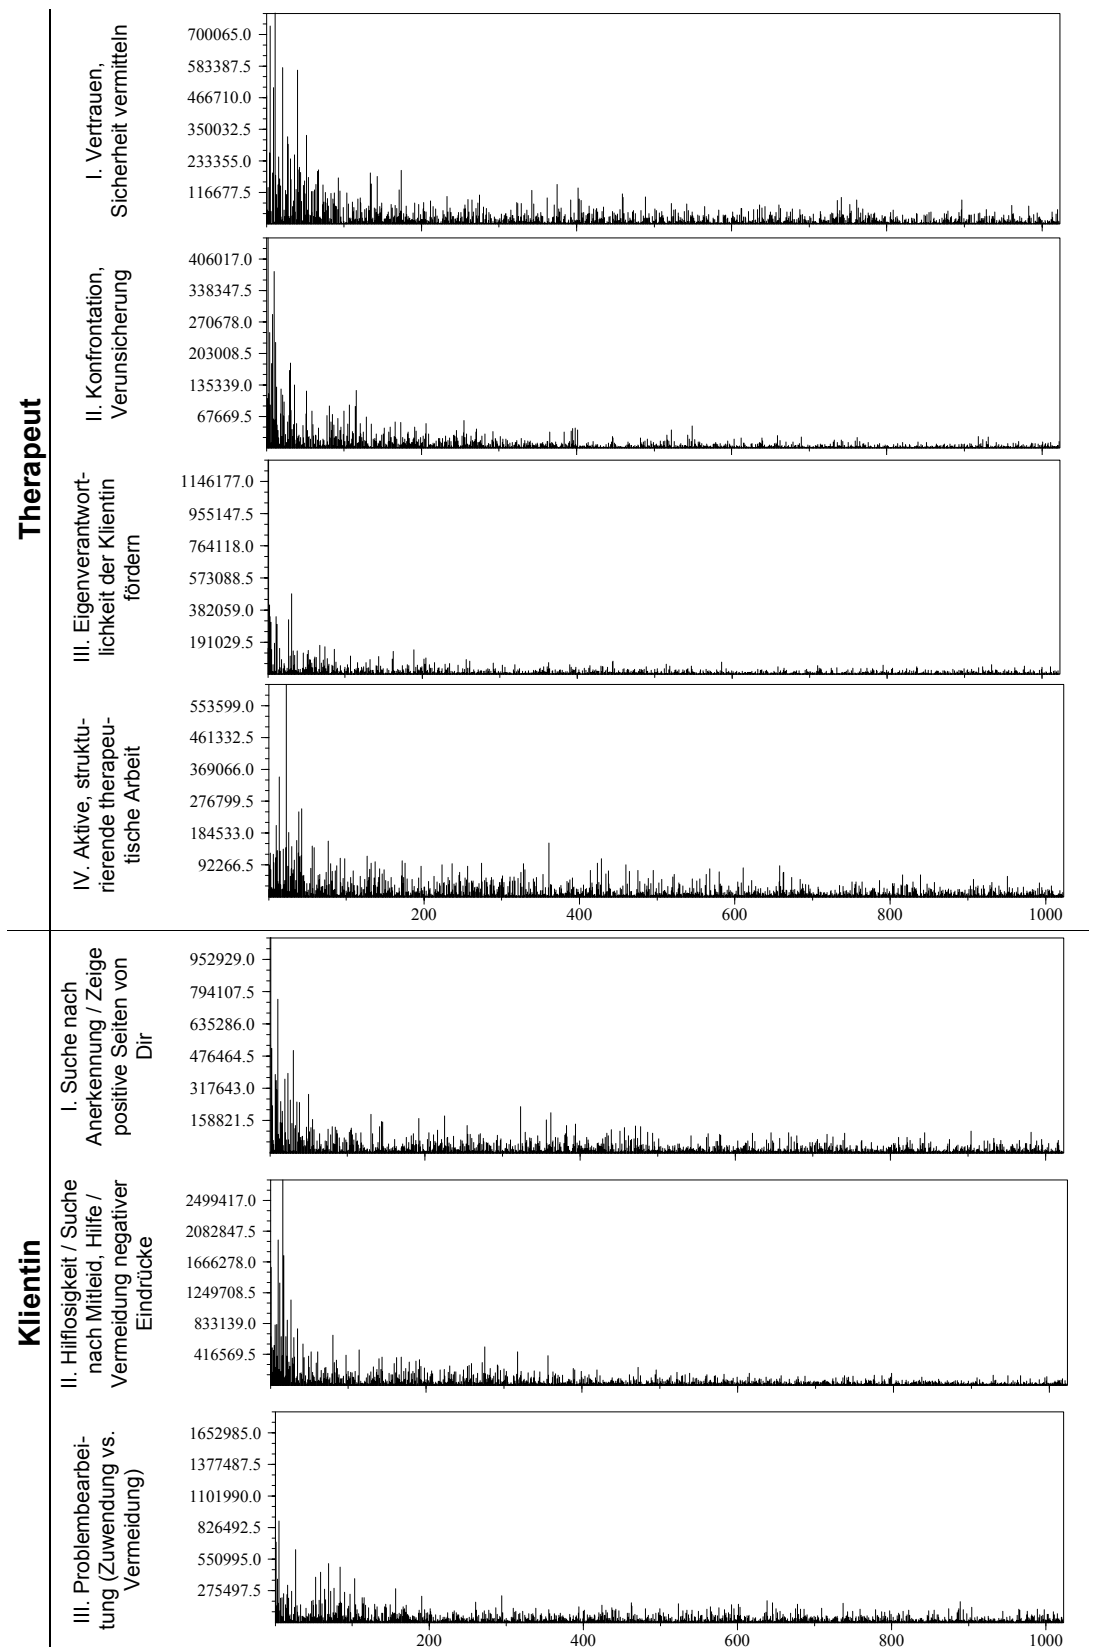 Therapeut
I. Vertrauen,
Sicherheit vermitteln
700065.0
583387.5
466710.0
350032.5
233355.0
116677.5
II. Konfrontation,
Verunsicherung
406017.0
338347.5
270678.0
203008.5
135339.0
67669.5
III. Eigenverantwort-
lichkeit der Klientin
fördern
1146177.0
955147.5
764118.0
573088.5
382059.0
191029.5
IV. Aktive, struktu-
rierende therapeu-
tische Arbeit
553599.0
461332.5
369066.0
276799.5
184533.0
92266.5
200 400 600 800 1000
Klientin
I. Suche nach
Anerkennung / Zeige
positive Seiten von
Dir
952929.0
794107.5
635286.0
476464.5
317643.0
158821.5
II. Hilflosigkeit / Suche
nach Mitleid, Hilfe /
Vermeidung negativer
Eindrücke
2499417.0
2082847.5
1666278.0
1249708.5
833139.0
416569.5
III. Problembearbei-
tung (Zuwendung vs.
Vermeidung)
1652985.0
1377487.5
1101990.0
826492.5
550995.0
275497.5
200 400 600 800 1000